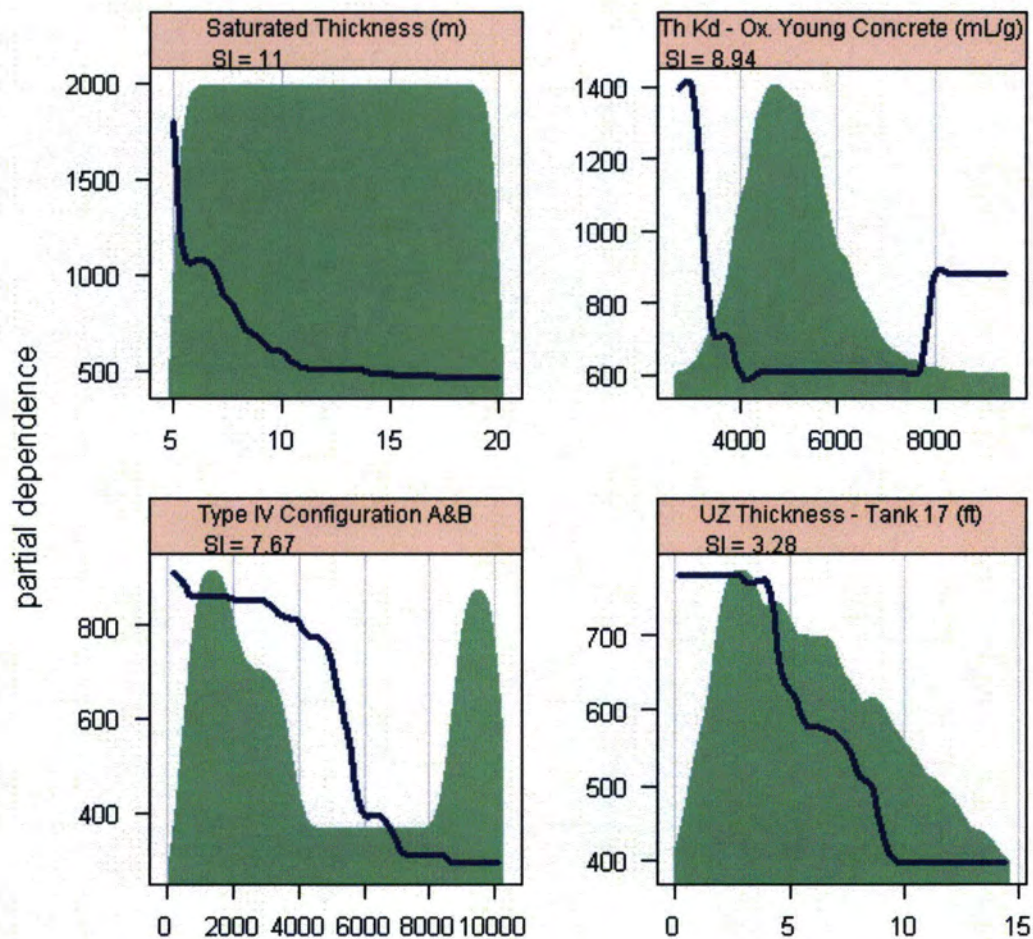 Saturated Thickness (m)
SI = 11
2000
1500
1000
500
5 10 15 20
Th Kd - Ox. Young Concrete (mL/g)
SI = 8.94
1400
1200
1000
800
600
4000 6000 8000
partial dependence
Type IV Configuration A&B
SI = 7.67
800
600
400
0 2000 4000 6000 8000 10000
UZ Thickness - Tank 17 (ft)
SI = 3.28
700
600
500
400
0 5 10 15